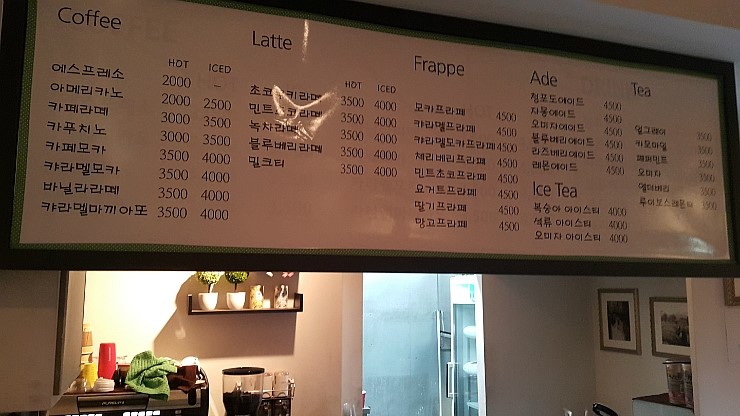 Coffee
HOT ICED
에스프레소 2000 -
아메리카노 2000 2500
카페라떼 3000 3500
카푸치노 3000 3500
카페모카 3500 4000
캬라멜모카 3500 4000
바닐라라떼 3500 4000
캬라멜마끼아또 3500 4000
Latte
HOT ICED
3500 4000
3500 4000
녹차라떼 3500 4000
블루베리라떼 3500 4000
밀크티 3500 4000
Frappe
모카프라페 4500
캬라멜프라페 4500
캬라멜모카프라페 4500
체리베리프라페 4500
민트초코프라페 4500
요거트프라페 4500
딸기프라페 4500
망고프라페 4500
Ade
청포도에이드 4500
자몽에이드 4500
오미자에이드 4500
블루베리에이드 4500
라즈베리에이드 4500
레몬에이드 4500
Ice Tea
복숭아 아이스티 4000
석류 아이스티 4000
오미자 아이스티 4000
Tea
얼그레이 3500
카모마일 3500
페퍼민트 3500
오미자 3500
3500
루이보스레몬티 3500